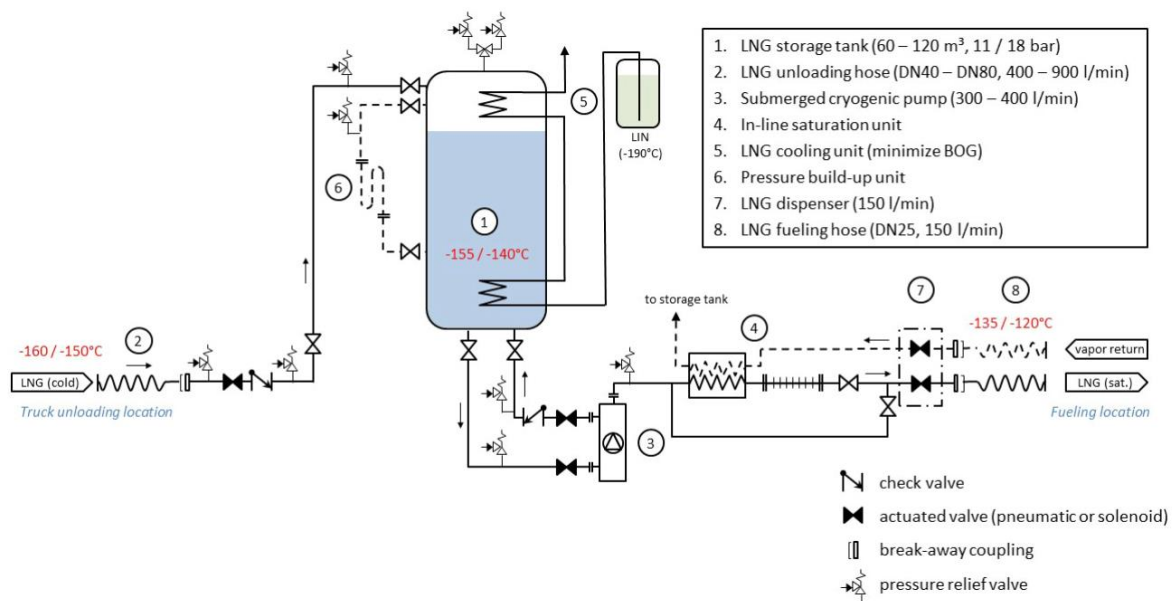 1. LNG storage tank (60 – 120 m³, 11 / 18 bar)
2. LNG unloading hose (DN40 – DN80, 400 – 900 l/min)
3. Submerged cryogenic pump (300 – 400 l/min)
4. In-line saturation unit
5. LNG cooling unit (minimize BOG)
6. Pressure build-up unit
7. LNG dispenser (150 l/min)
8. LNG fueling hose (DN25, 150 l/min)
5
LIN
(-190°C)
6
1
-155 / -140°C
-160 / -150°C
2
LNG (cold)
Truck unloading location
3
to storage tank
4
7
8
-135 / -120°C
vapor return
LNG (sat.)
Fueling location
check valve
actuated valve (pneumatic or solenoid)
break-away coupling
pressure relief valve